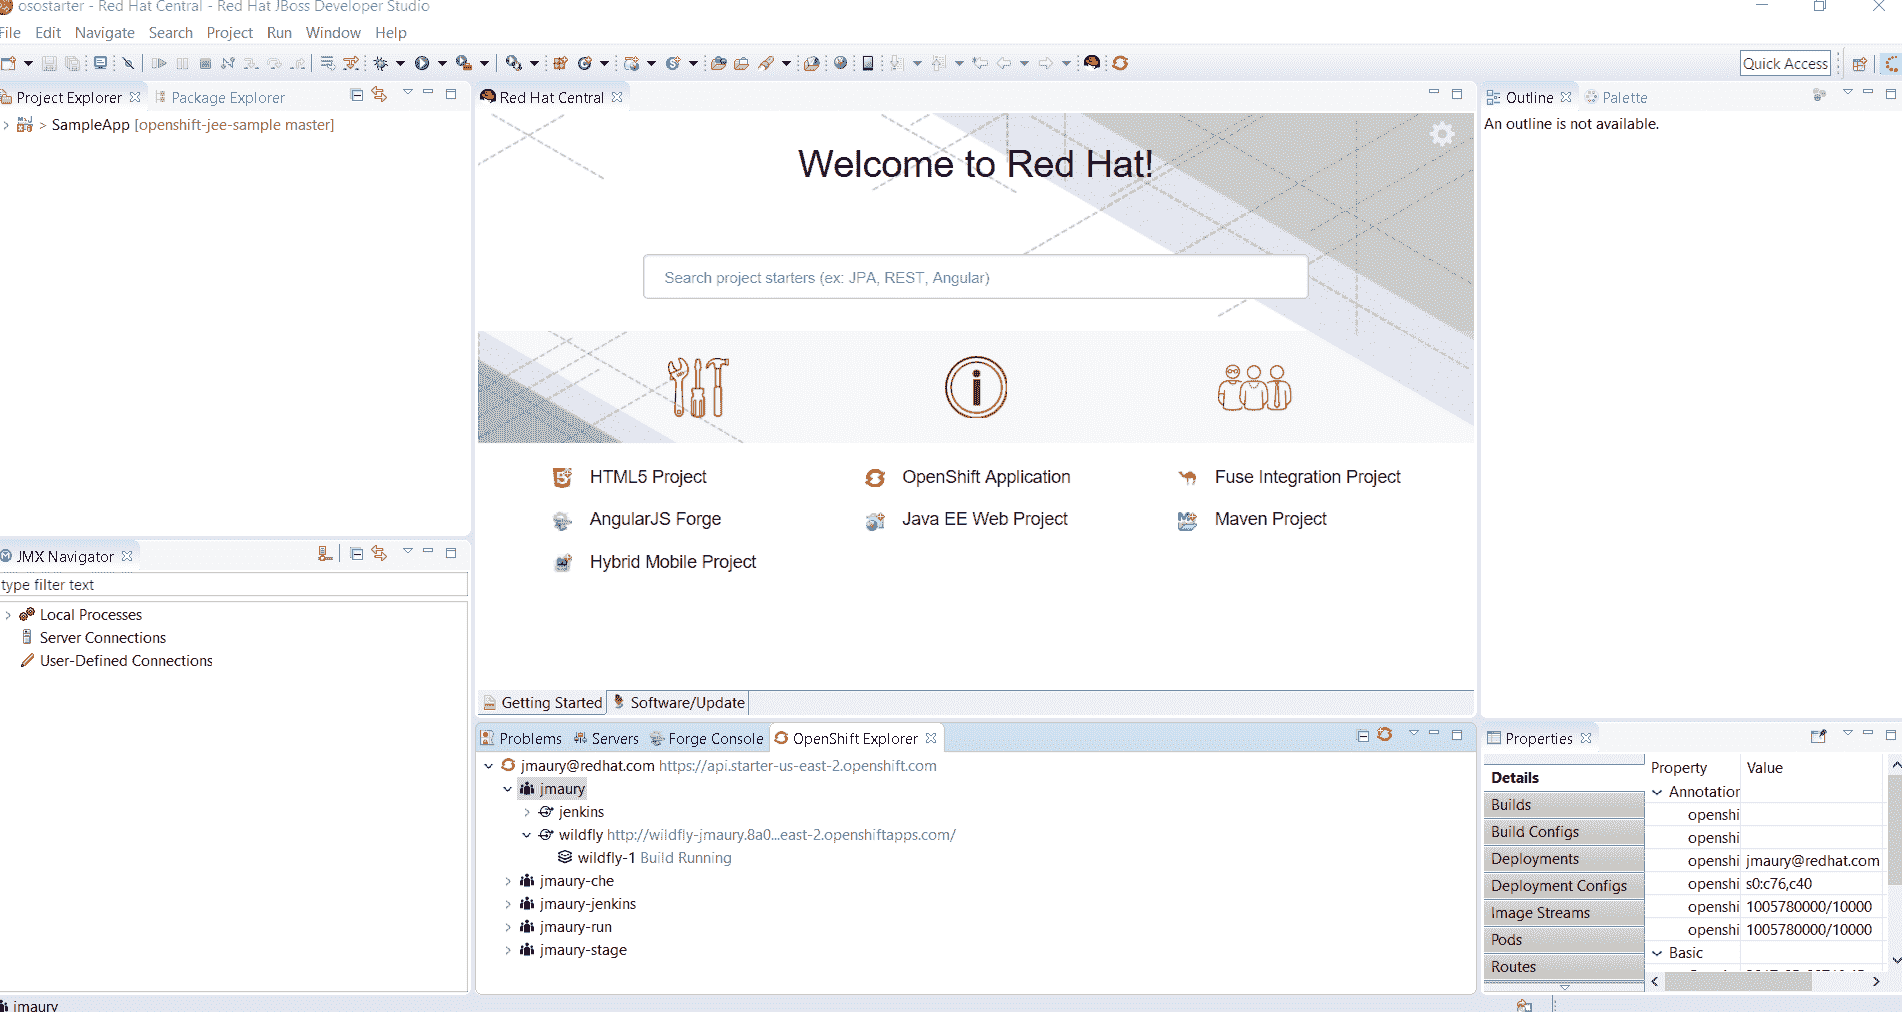 osostarter - Red Hat Central - Red Hat JBoss Developer Studio
File Edit Navigate Search Project Run Window Help
Quick Access
Project Explorer
Package Explorer
SampleApp [openshift-jee-sample master]
Red Hat Central
Welcome to Red Hat!
Search project starters (ex: JPA, REST, Angular)
HTML5 Project
OpenShift Application
Fuse Integration Project
AngularJS Forge
Java EE Web Project
Maven Project
Hybrid Mobile Project
Getting Started
Software/Update
Outline
Palette
An outline is not available.
JMX Navigator
type filter text
Local Processes
Server Connections
User-Defined Connections
Problems
Servers
Forge Console
OpenShift Explorer
jmaury@redhat.com https://api.starter-us-east-2.openshift.com
jmaury
jenkins
wildfly http://wildfly-jmaury.8a0...east-2.openshiftapps.com/
wildfly-1 Build Running
jmaury-che
jmaury-jenkins
jmaury-run
jmaury-stage
Properties
Details
Builds
Build Configs
Deployments
Deployment Configs
Image Streams
Pods
Routes
Property Value
Annotation
openshi
openshi
openshi jmaury@redhat.com
openshi s0:c76,c40
openshi 1005780000/10000
openshi 1005780000/10000
Basic
jmaury